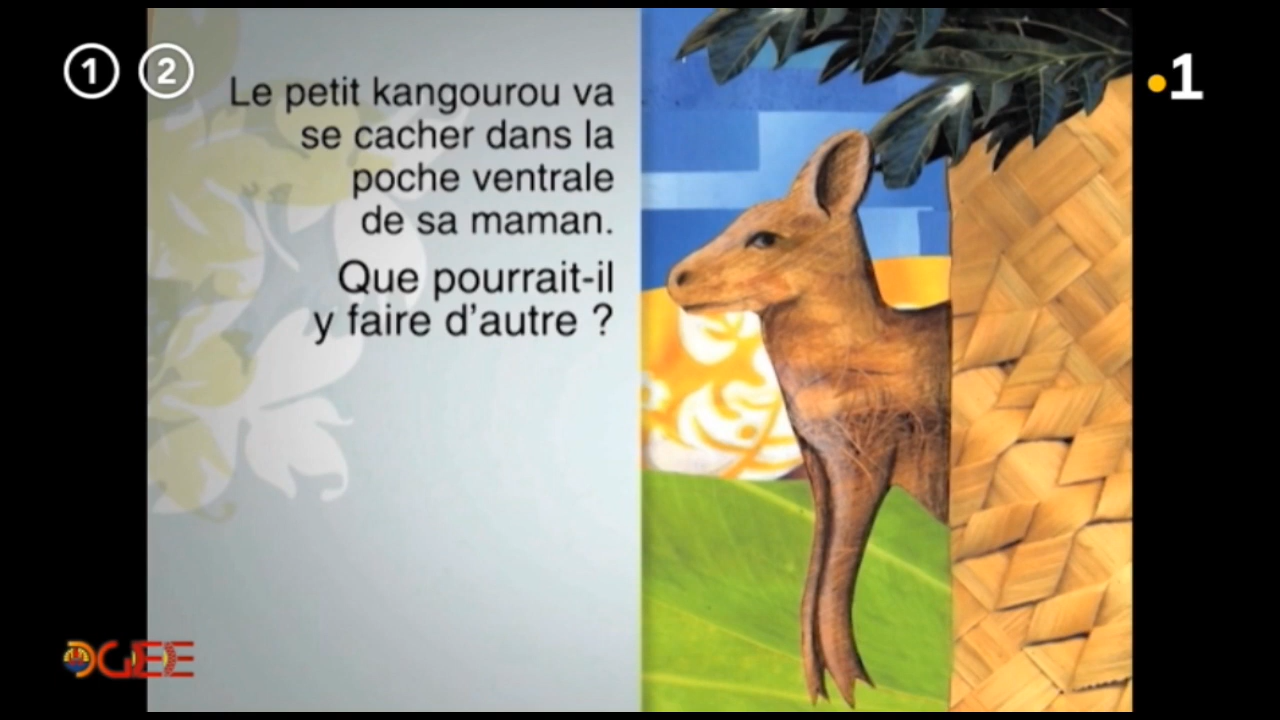 1 2
Le petit kangourou va
se cacher dans la
poche ventrale
de sa maman.
Que pourrait-il
y faire d'autre ?
1
DGEE